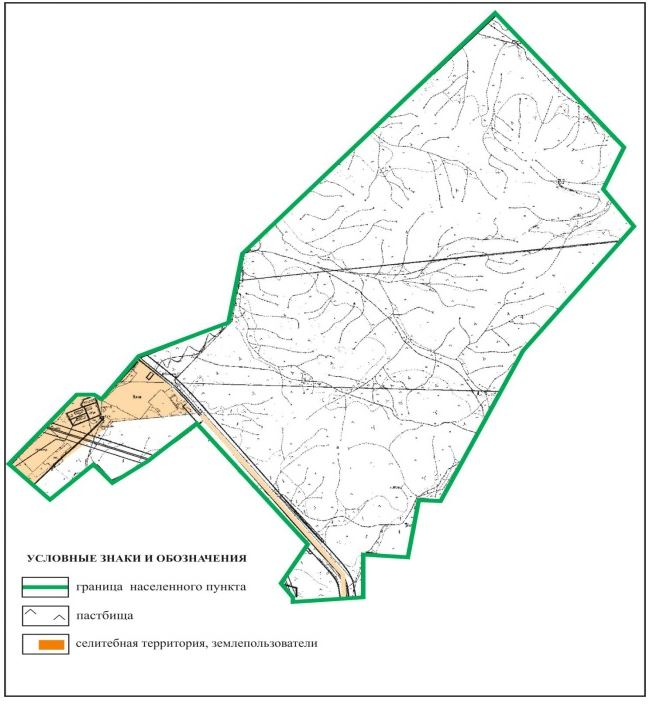 УСЛОВНЫЕ ЗНАКИ И ОБОЗНАЧЕНИЯ
граница населенного пункта
пастбища
селитебная территория, землепользователи